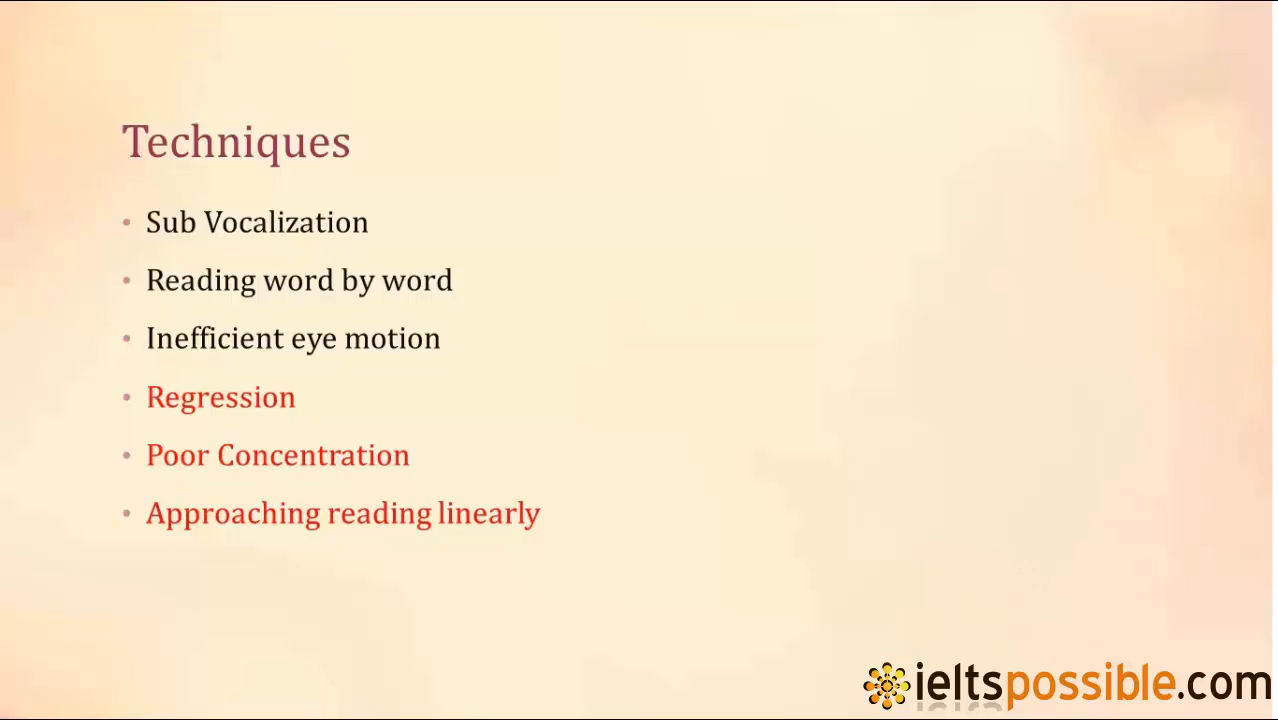 Techniques
• Sub Vocalization
• Reading word by word
• Inefficient eye motion
• Regression
• Poor Concentration
• Approaching reading linearly
ieltspossible.com